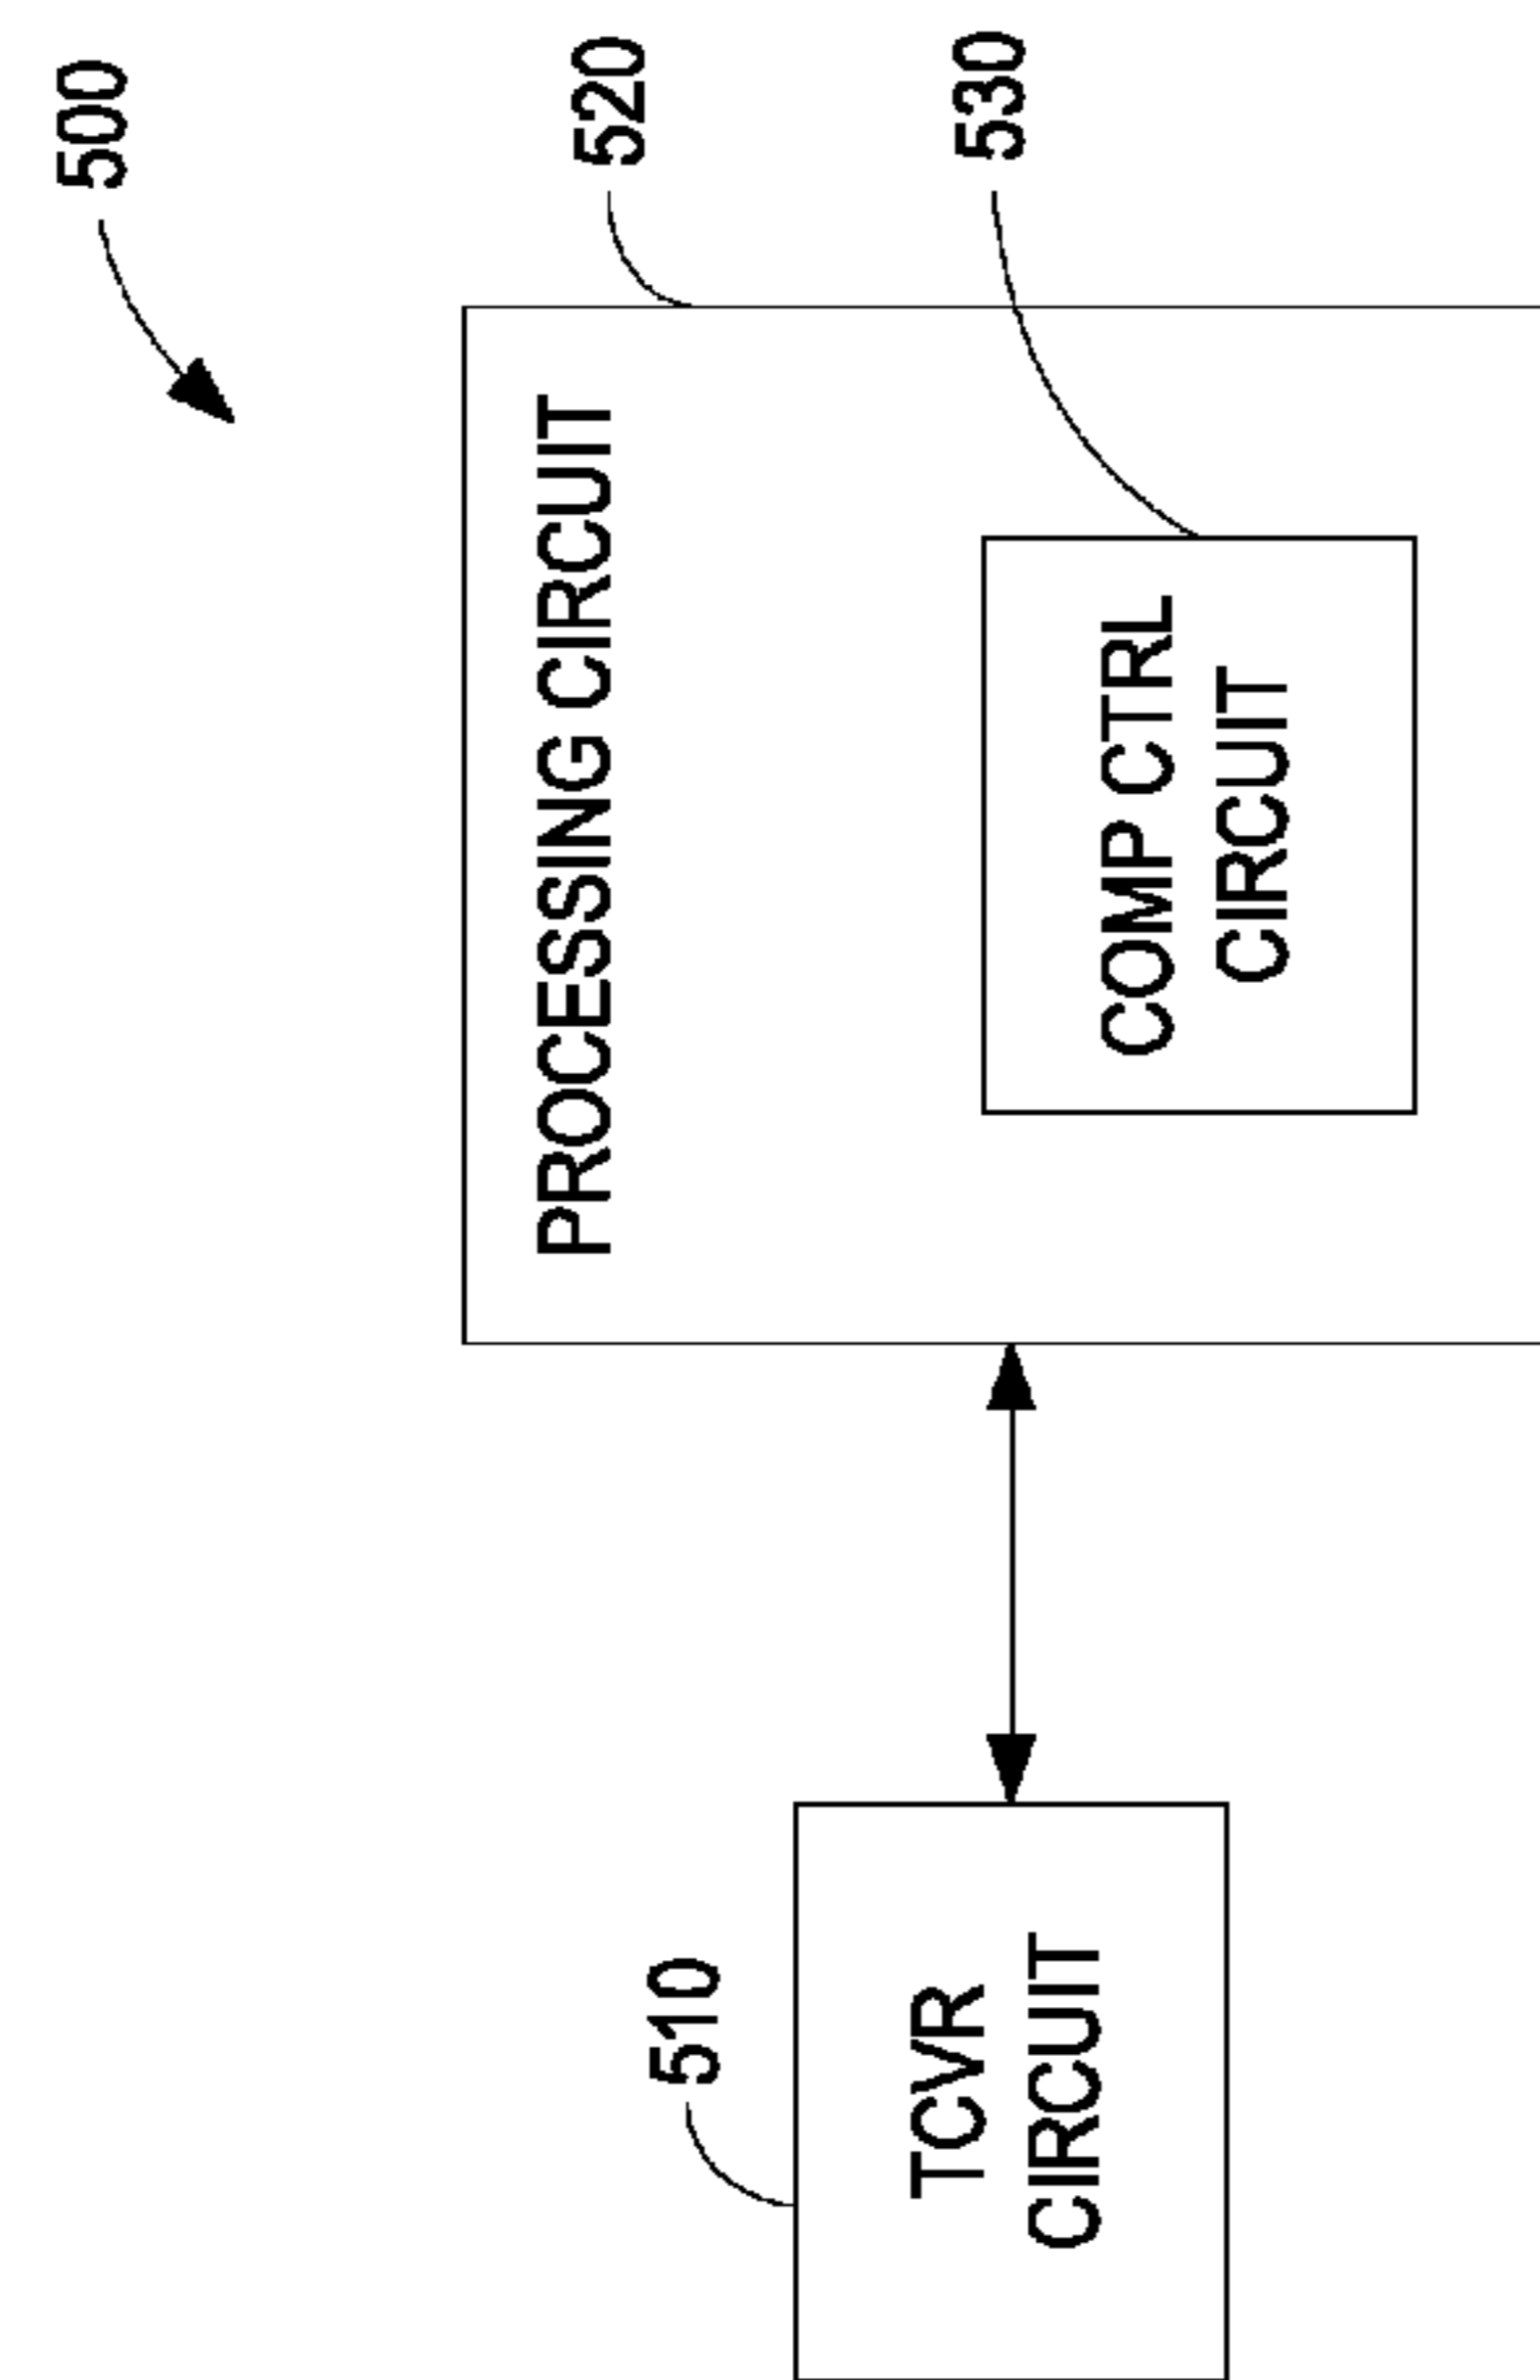 500
520
PROCESSING CIRCUIT
530
COMP CTRL
CIRCUIT
510
TCVR
CIRCUIT